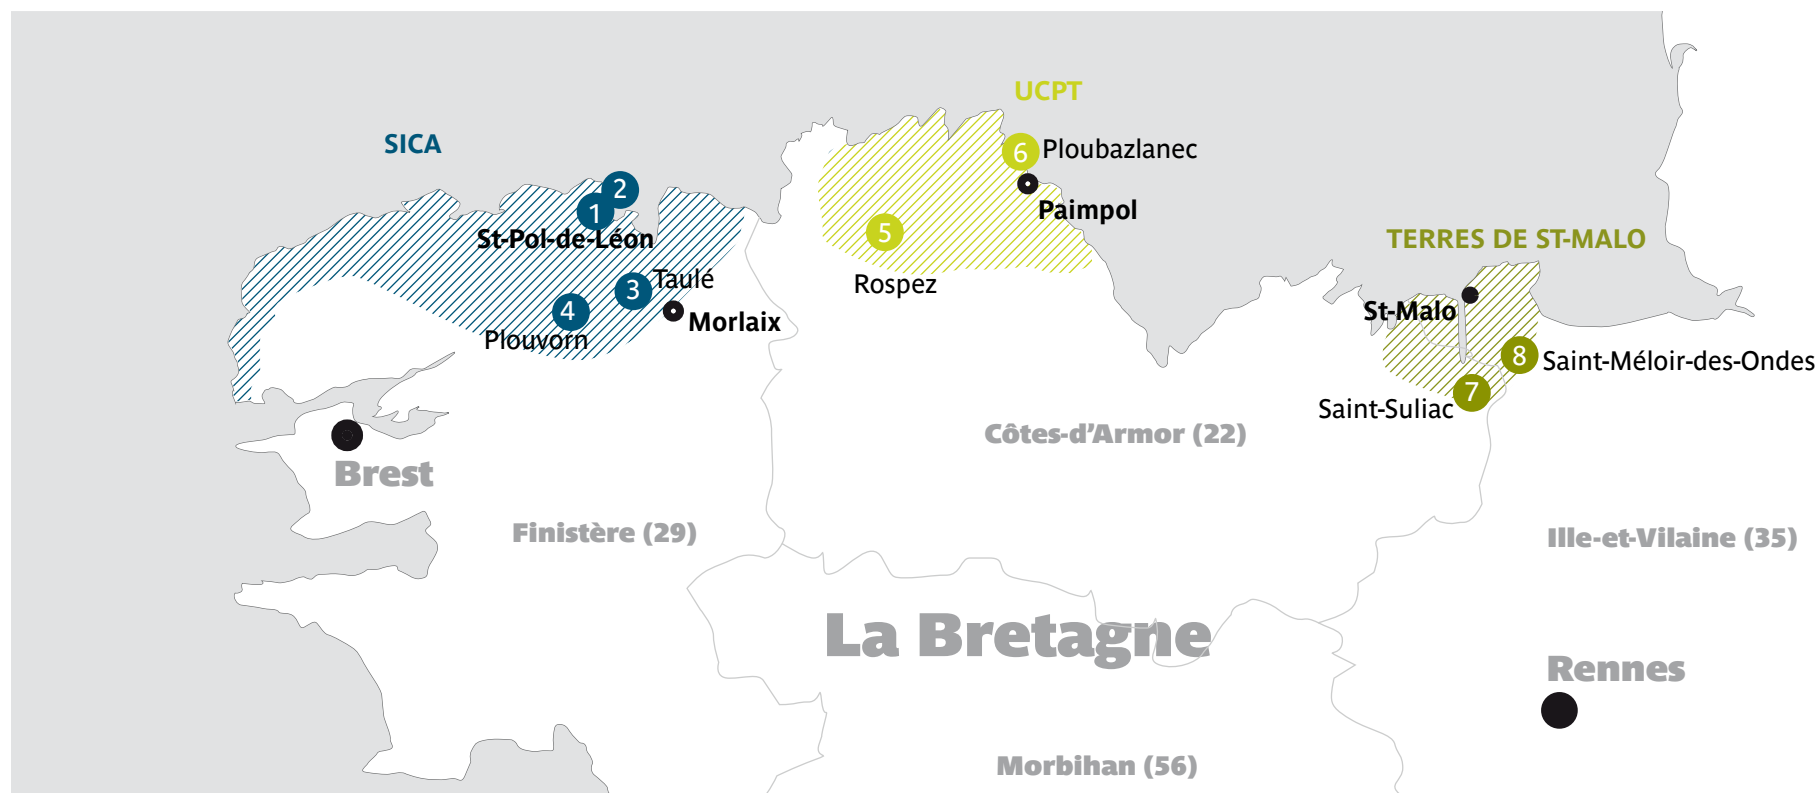 UCPT
SICA
6 Ploubazlanec
2
1
Paimpol
St-Pol-de-Léon
5
TERRES DE ST-MALO
Taulé
3
Rospez
4
St-Malo
Morlaix
Plouvorn
8 Saint-Méloir-des-Ondes
7
Saint-Suliac
Côtes-d'Armor (22)
Brest
Finistère (29)
Ille-et-Vilaine (35)
La Bretagne
Rennes
Morbihan (56)